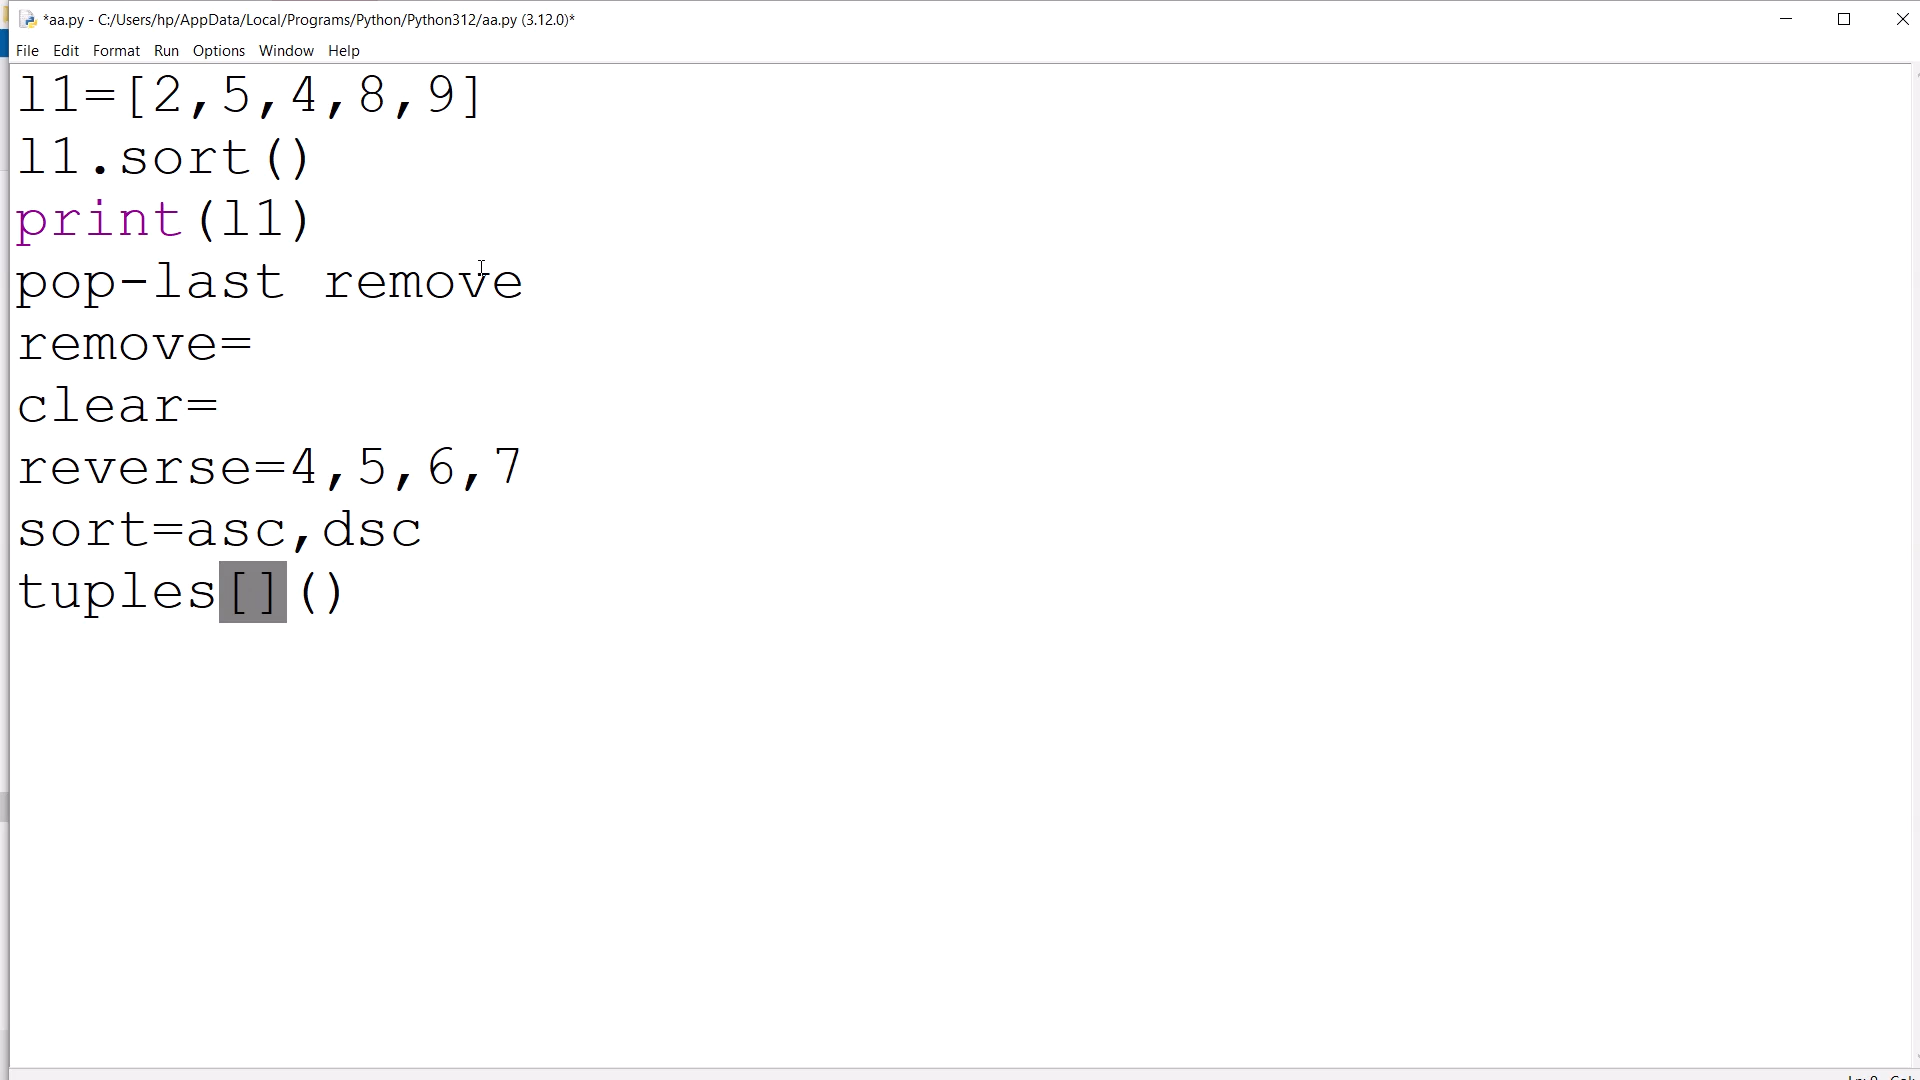 *aa.py - C:/Users/hp/AppData/Local/Programs/Python/Python312/aa.py (3.12.0)*
File Edit Format Run Options Window Help
l1=[2,5,4,8,9]
l1.sort()
print(l1)
pop-last remove
remove=
clear=
reverse=4,5,6,7
sort=asc,dsc
tuples[]()